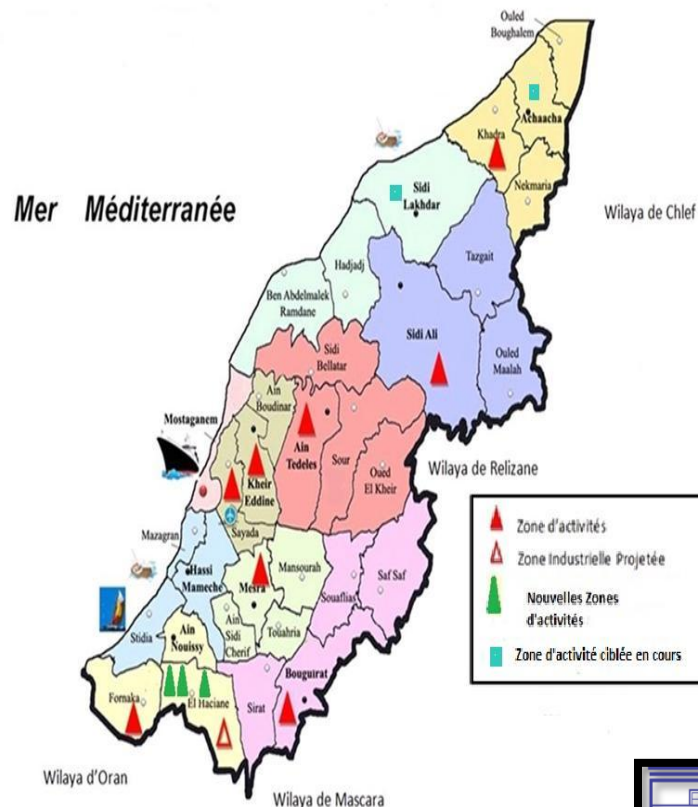 Ouled
Boughalem
Achaacha
Khadra
Nekmaria
Mer Méditerranée
Sidi
Lakhdar
Wilaya de Chlef
Tazgait
Hadjadj
Ben Abdelmalek
Ramdane
Sidi Ali
Ouled
Maalah
Sidi
Bellatar
Ain
Boudinar
Mostaganem
Ain
Tedeles
Sour
Oued
El Kheir
Wilaya de Relizane
Kheir
Eddine
Sayada
Mazagran
Hassi
Mameche
Mesra
Mansourah
Souaflias
Saf Saf
Stidia
Ain
Nouissy
Ain
Sidi
Cherif
Touahria
Bouguirat
Fornaka
El Haciane
Sirat
Wilaya d'Oran
Wilaya de Mascara
Zone d'activités
Zone Industrielle Projetée
Nouvelles Zones
d'activités
Zone d'activité ciblée en cours